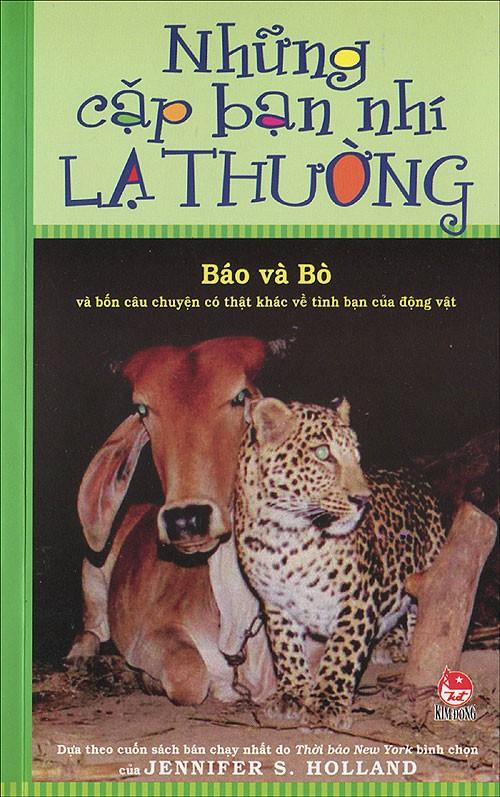 Những
cặp bạn nhí
LẠ THƯỜNG
Báo và Bò
và bốn câu chuyện có thật khác về tình bạn của động vật
KIM ĐỒNG
Dựa theo cuốn sách bán chạy nhất do Thời báo New York bình chọn
của JENNIFER S. HOLLAND